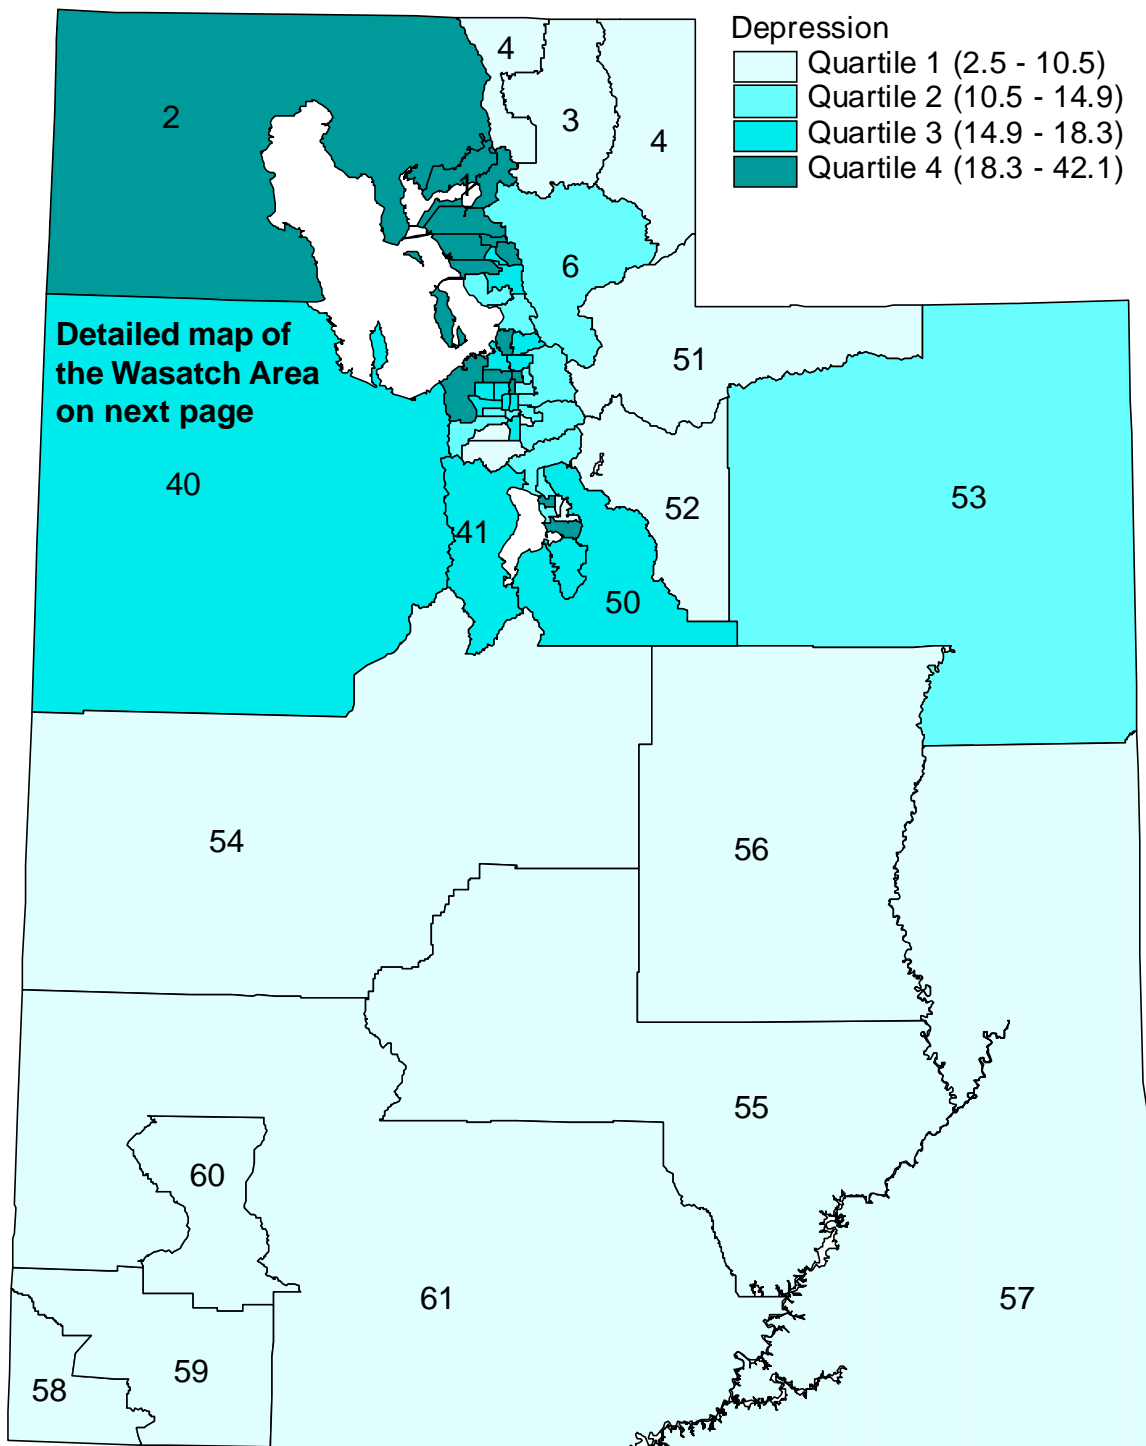 Depression
Quartile 1 (2.5 - 10.5)
Quartile 2 (10.5 - 14.9)
Quartile 3 (14.9 - 18.3)
Quartile 4 (18.3 - 42.1)
4
2
3
4
1
6
Detailed map of
the Wasatch Area
on next page
51
40
53
52
41
50
54
56
55
60
61
57
59
58